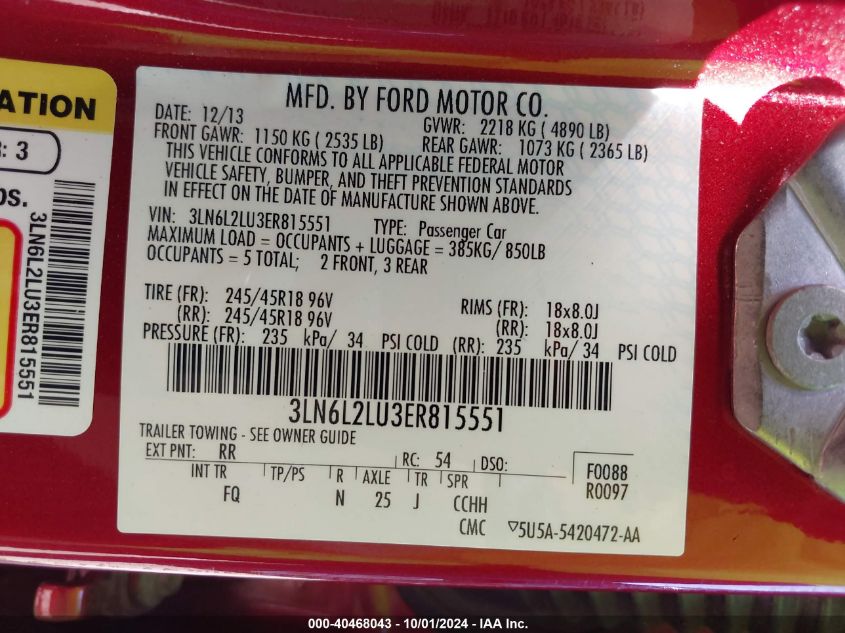 MFD. BY FORD MOTOR CO.
DATE: 12/13 GVWR: 2218 KG ( 4890 LB)
FRONT GAWR: 1150 KG ( 2535 LB) REAR GAWR: 1073 KG ( 2365 LB)
THIS VEHICLE CONFORMS TO ALL APPLICABLE FEDERAL MOTOR
VEHICLE SAFETY, BUMPER, AND THEFT PREVENTION STANDARDS
IN EFFECT ON THE DATE OF MANUFACTURE SHOWN ABOVE.
VIN: 3LN6L2LU3ER815551 TYPE: Passenger Car
MAXIMUM LOAD = OCCUPANTS + LUGGAGE = 385KG/ 850LB
OCCUPANTS = 5 TOTAL; 2 FRONT, 3 REAR
TIRE (FR): 245/45R18 96V RIMS (FR): 18x8.0J
(RR): 245/45R18 96V (RR): 18x8.0J
PRESSURE (FR): 235 kPa/ 34 PSI COLD (RR): 235 kPa/ 34 PSI COLD
3LN6L2LU3ER815551
TRAILER TOWING - SEE OWNER GUIDE
EXT PNT: RR RC: 54 DSO: F0088
INT TR TP/PS R AXLE TR SPR R0097
FQ N 25 J CCHH
CMC ▽5U5A-5420472-AA
ATION
: 3
os.
3LN6L2LU3ER815551
000-40468043 / 10/01/2024 - IAA Inc.